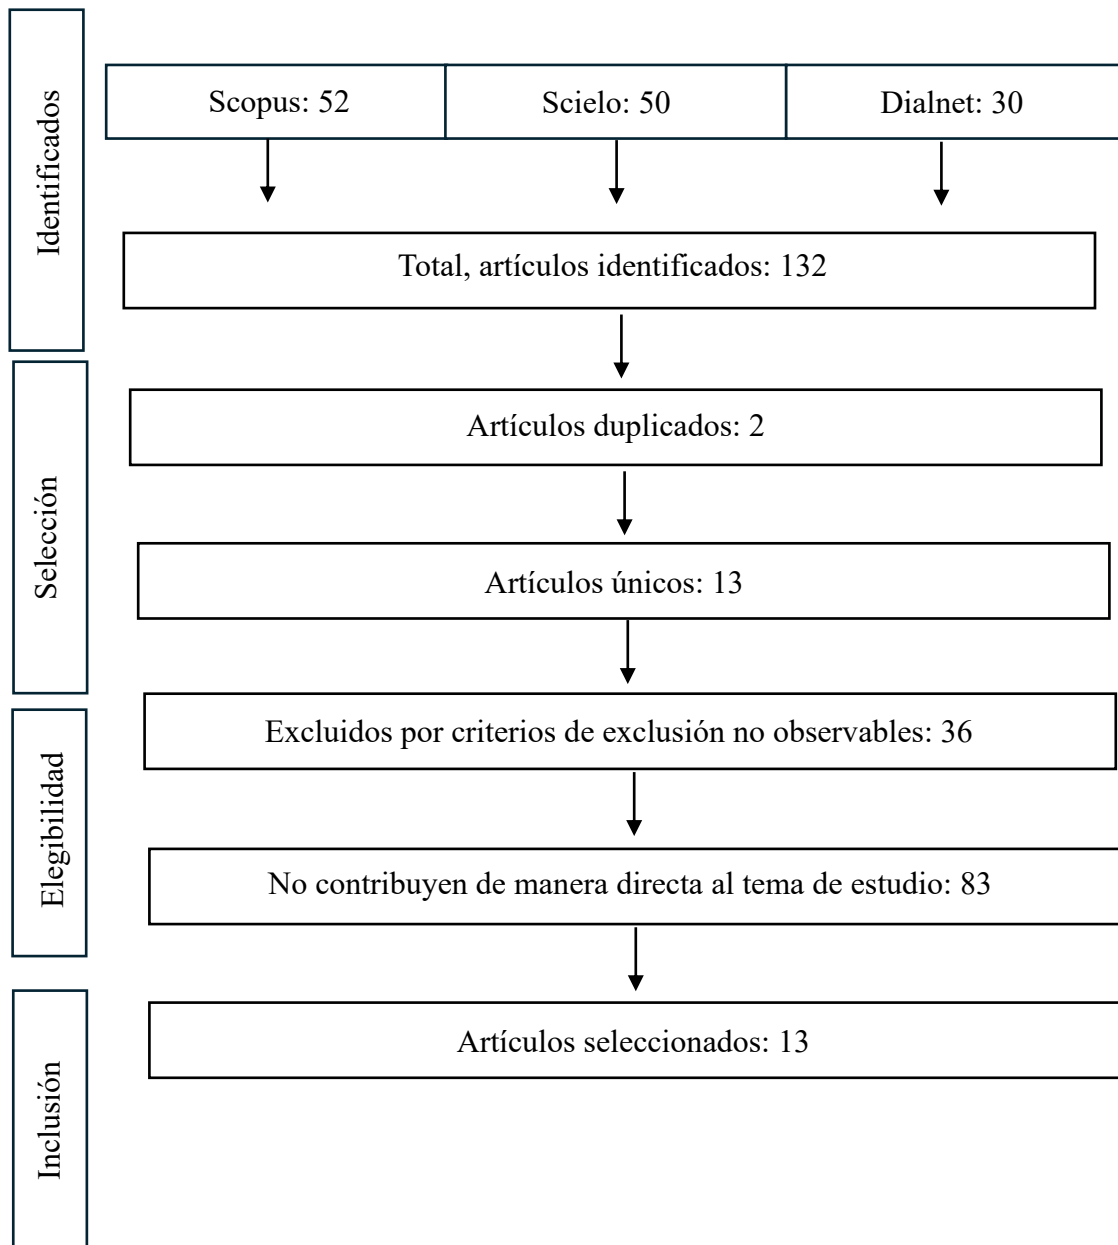 Identificados
Scopus: 52
Scielo: 50
Dialnet: 30
Total, artículos identificados: 132
Selección
Artículos duplicados: 2
Artículos únicos: 13
Elegibilidad
Excluidos por criterios de exclusión no observables: 36
No contribuyen de manera directa al tema de estudio: 83
Inclusión
Artículos seleccionados: 13